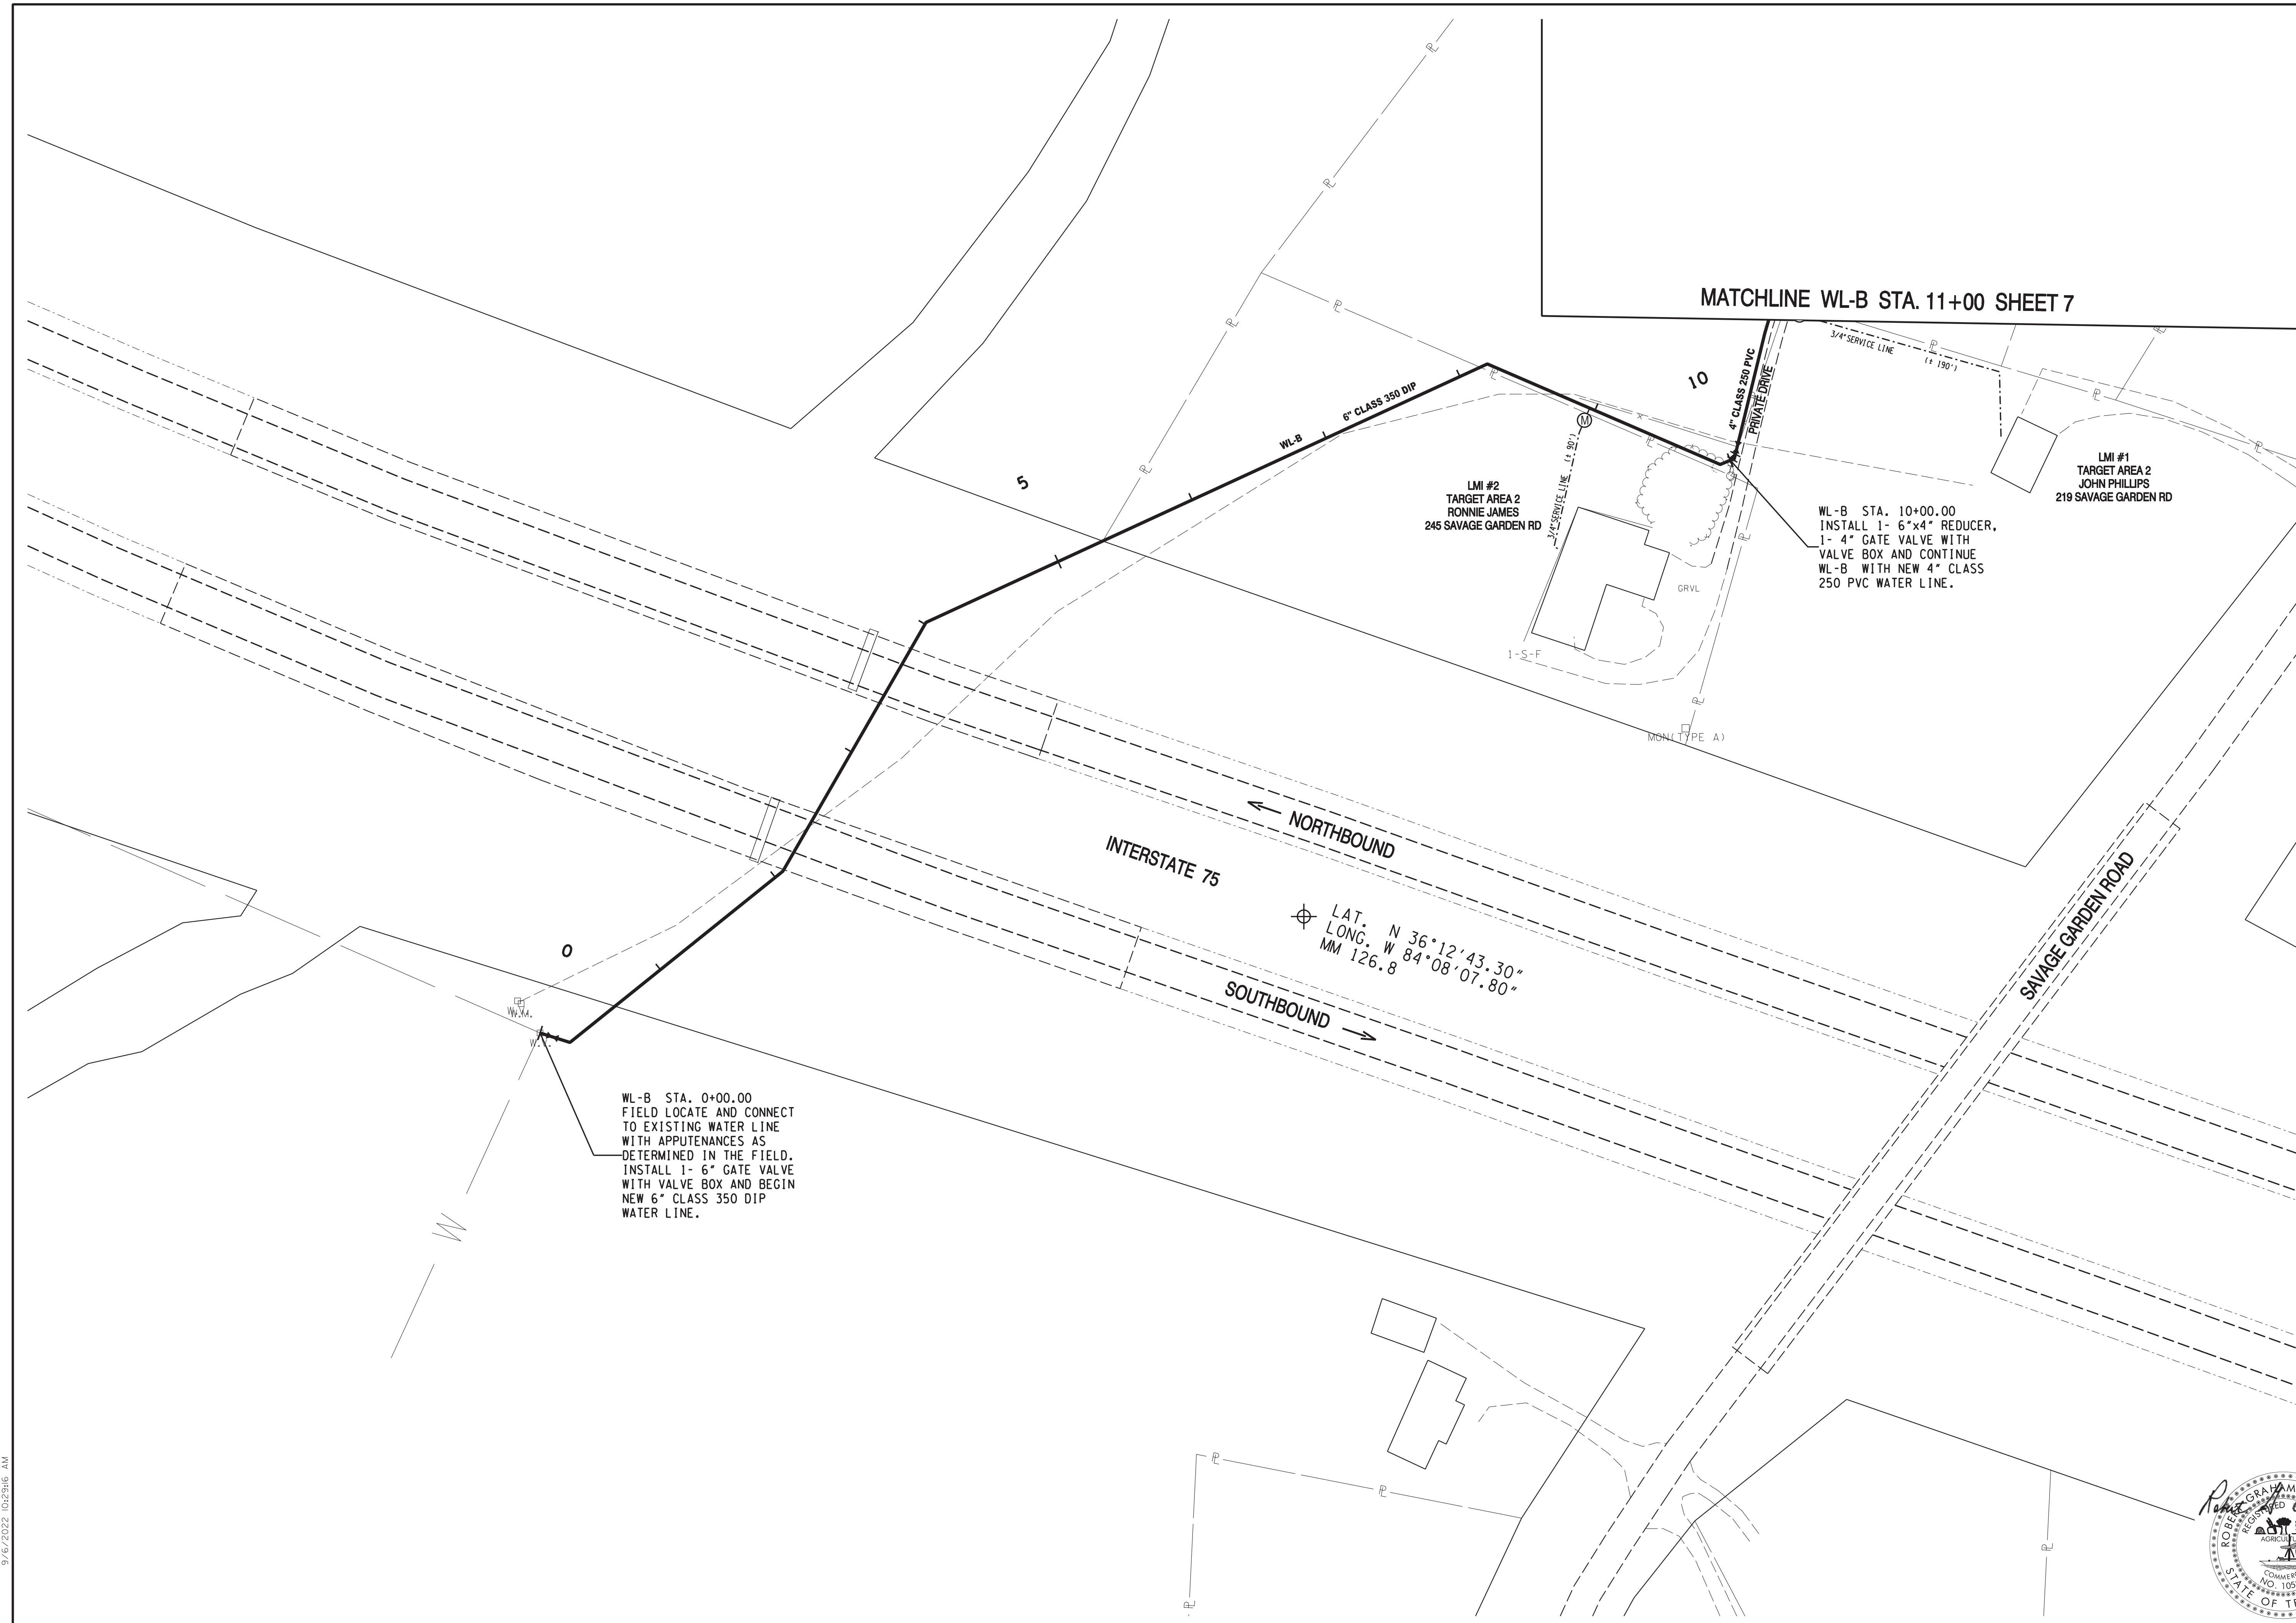 MATCHLINE WL-B STA. 11+00 SHEET 7
3/4" SERVICE LINE (± 190')
10
4" CLASS 250 PVC
PRIVATE DRIVE
6" CLASS 350 DIP
WL-B
5
M
3/4" SERVICE LINE (± 90')
LMI #2
TARGET AREA 2
RONNIE JAMES
245 SAVAGE GARDEN RD
LMI #1
TARGET AREA 2
JOHN PHILLIPS
219 SAVAGE GARDEN RD
WL-B STA. 10+00.00
INSTALL 1- 6"x4" REDUCER,
1- 4" GATE VALVE WITH
VALVE BOX AND CONTINUE
WL-B WITH NEW 4" CLASS
250 PVC WATER LINE.
GRVL
1-S-F
MON(TYPE A)
NORTHBOUND
INTERSTATE 75
LAT. N 36°12'43.30"
LONG. W 84°08'07.80"
MM 126.8
SOUTHBOUND
SAVAGE GARDEN ROAD
0
W.M.
W.V.
WL-B STA. 0+00.00
FIELD LOCATE AND CONNECT
TO EXISTING WATER LINE
WITH APPUTENANCES AS
DETERMINED IN THE FIELD.
INSTALL 1- 6" GATE VALVE
WITH VALVE BOX AND BEGIN
NEW 6" CLASS 350 DIP
WATER LINE.
W
9/6/2022 10:29:16 AM
ROBERT GRAHAM
STATE OF